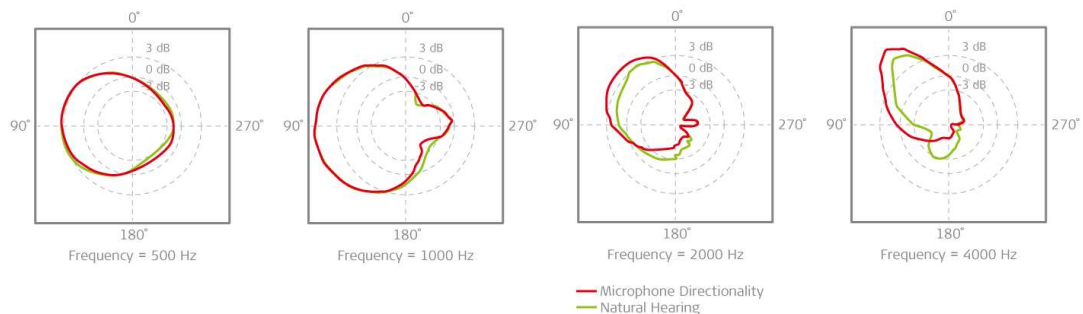 0°
3 dB
0 dB
-3 dB
90°
270°
180°
Frequency = 500 Hz
0°
3 dB
0 dB
-3 dB
90°
270°
180°
Frequency = 1000 Hz
0°
3 dB
0 dB
-3 dB
90°
270°
180°
Frequency = 2000 Hz
0°
3 dB
0 dB
-3 dB
90°
270°
180°
Frequency = 4000 Hz
Microphone Directionality
Natural Hearing